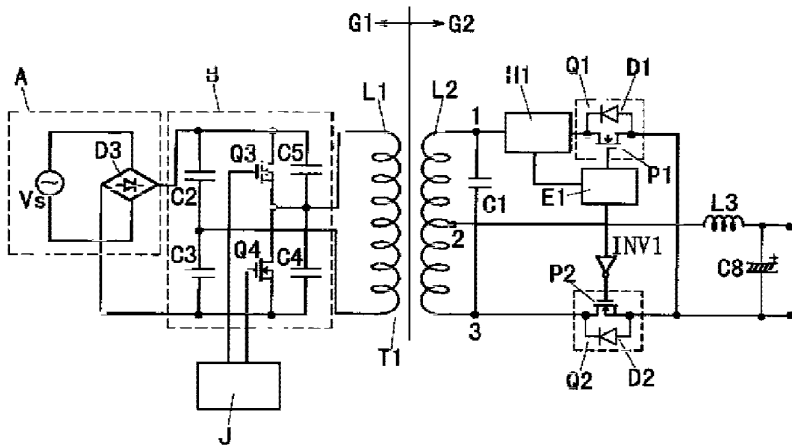 G1 G2
A
B
L1
L2
1
H1
Q1
D1
D3
Q3
C5
Vs
C2
P1
E1
C1
L3
2
C3
Q4
C4
INV1
P2
C8
+
3
T1
Q2
D2
J